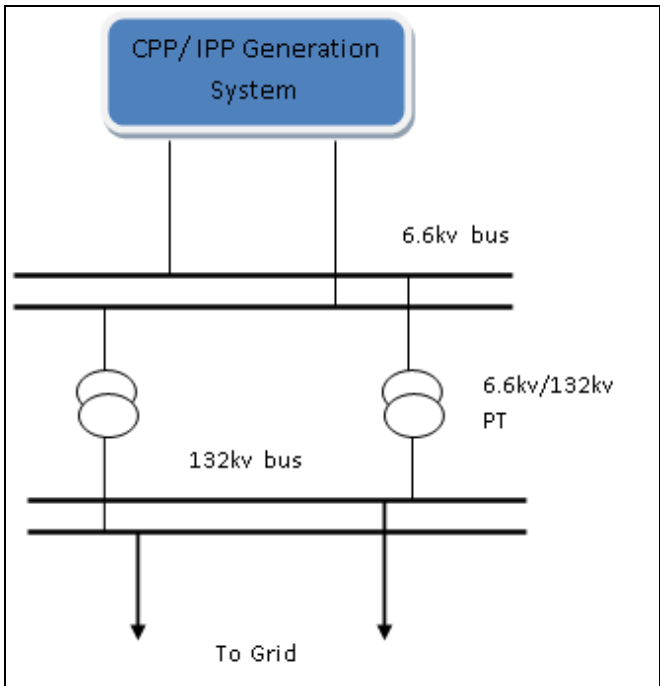 CPP/ IPP Generation
System
6.6kv bus
6.6kv/132kv
PT
132kv bus
To Grid